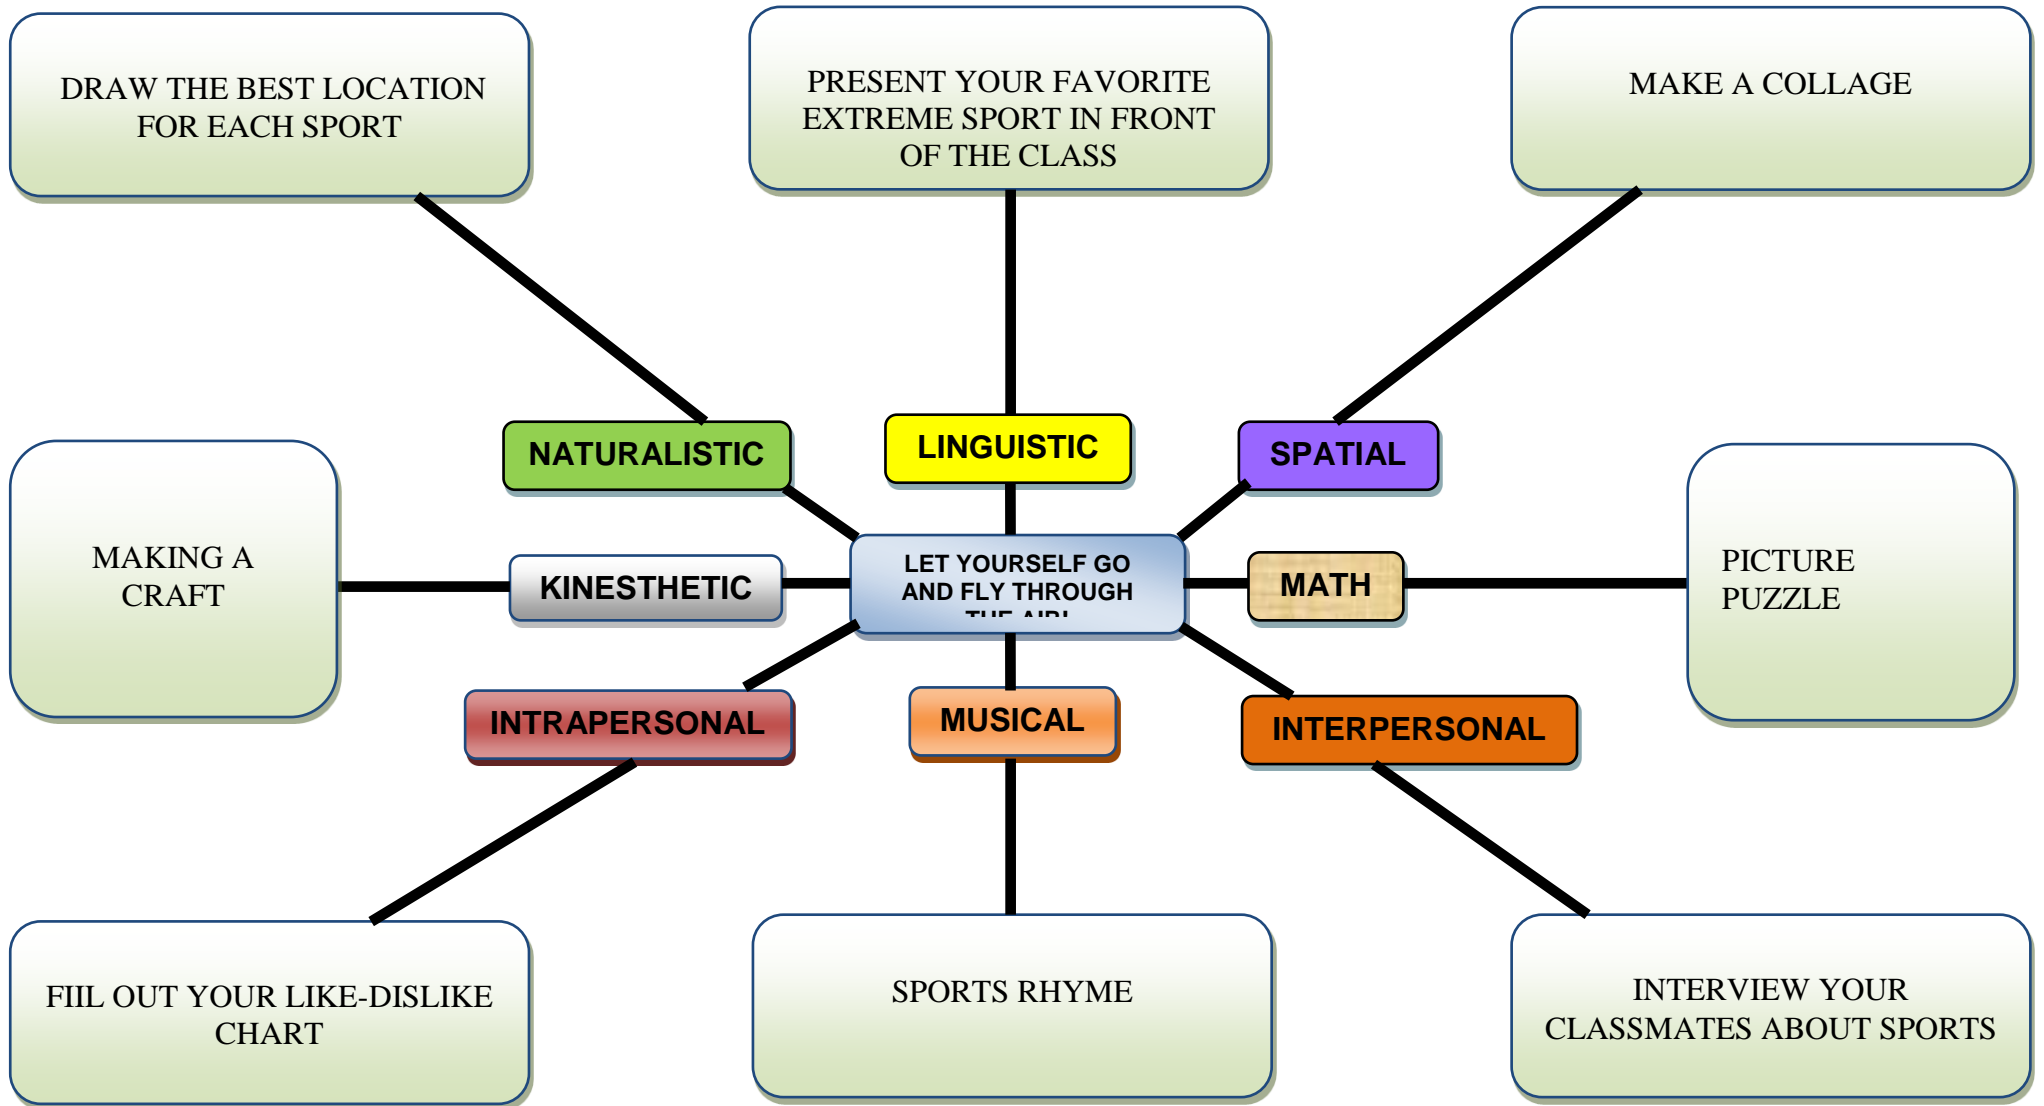 DRAW THE BEST LOCATION
FOR EACH SPORT
PRESENT YOUR FAVORITE
EXTREME SPORT IN FRONT
OF THE CLASS
MAKE A COLLAGE
NATURALISTIC
LINGUISTIC
SPATIAL
MAKING A
CRAFT
KINESTHETIC
LET YOURSELF GO
AND FLY THROUGH
THE AIR!
MATH
PICTURE
PUZZLE
INTRAPERSONAL
MUSICAL
INTERPERSONAL
FIIL OUT YOUR LIKE-DISLIKE
CHART
SPORTS RHYME
INTERVIEW YOUR
CLASSMATES ABOUT SPORTS